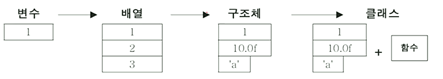 변수 배열 구조체 클래스
1 1 1 1
2 10.0f 10.0f + 함수
3 'a' 'a'